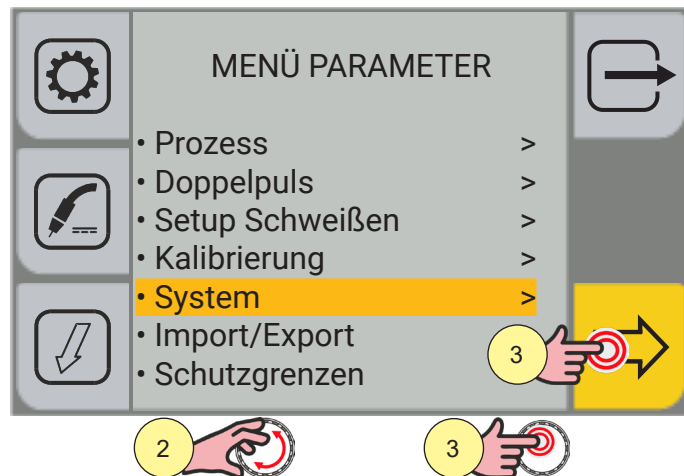 MENÜ PARAMETER
• Prozess >
• Doppelpuls >
• Setup Schweißen >
• Kalibrierung >
• System >
• Import/Export
• Schutzgrenzen
3
2
3